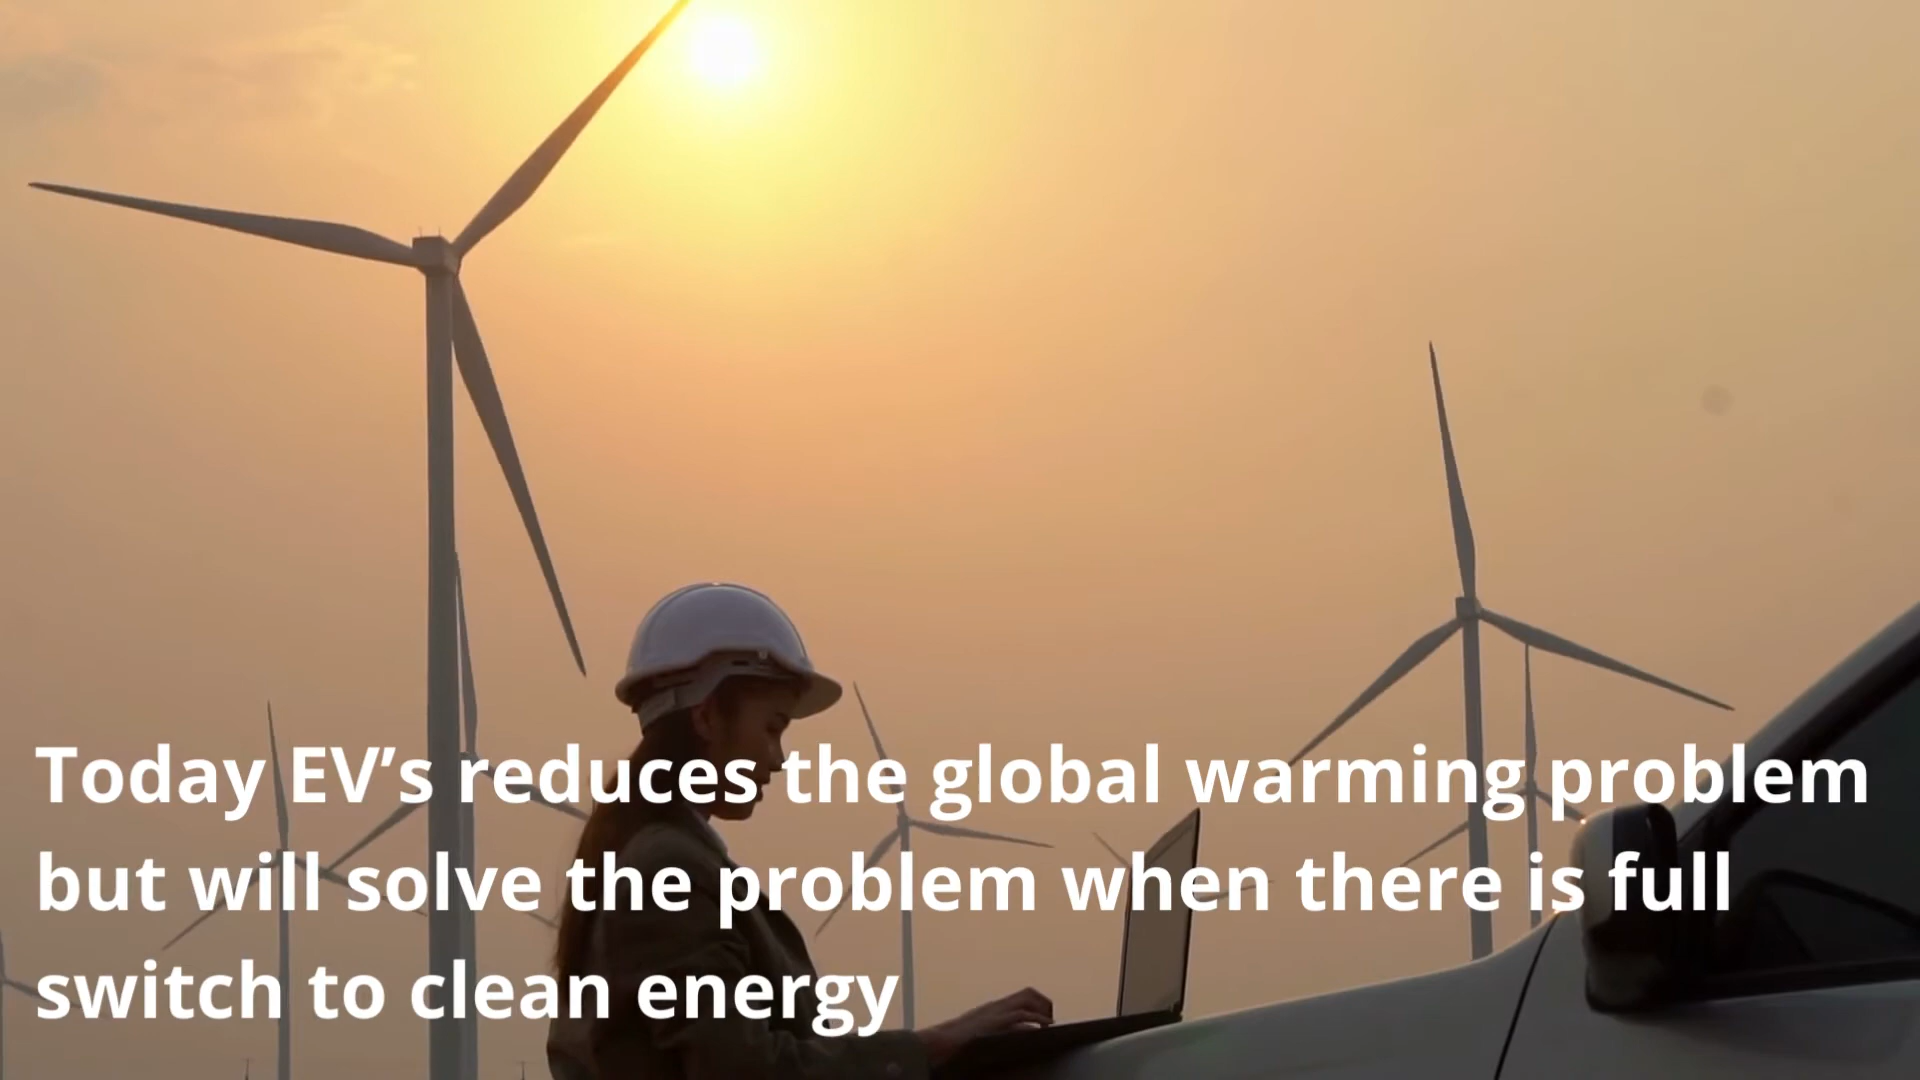 Today EV’s reduces the global warming problem
but will solve the problem when there is full
switch to clean energy